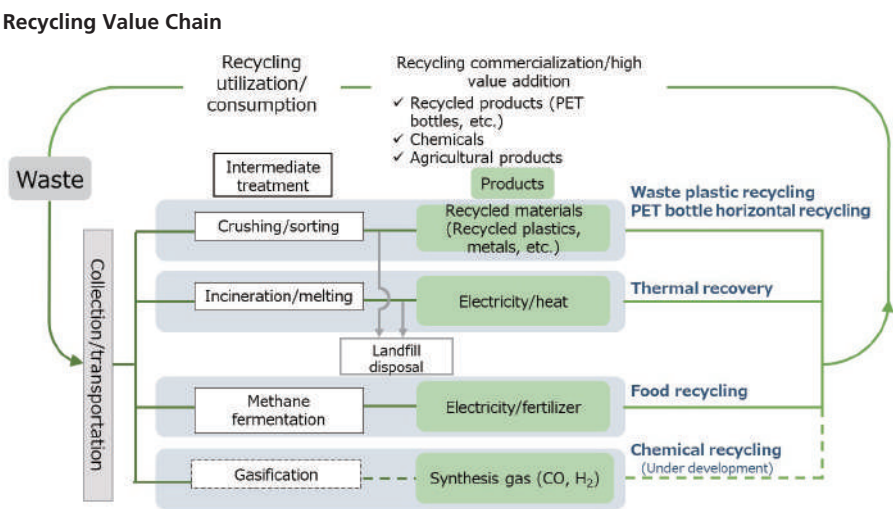 Recycling Value Chain
Recycling
utilization/
consumption
Recycling commercialization/high
value addition
✓ Recycled products (PET
bottles, etc.)
✓ Chemicals
✓ Agricultural products
Waste
Intermediate
treatment
Products
Collection/transportation
Crushing/sorting
Recycled materials
(Recycled plastics,
metals, etc.)
Waste plastic recycling
PET bottle horizontal recycling
Incineration/melting
Electricity/heat
Thermal recovery
Landfill
disposal
Methane
fermentation
Electricity/fertilizer
Food recycling
Gasification
Synthesis gas (CO, H₂)
Chemical recycling
(Under development)